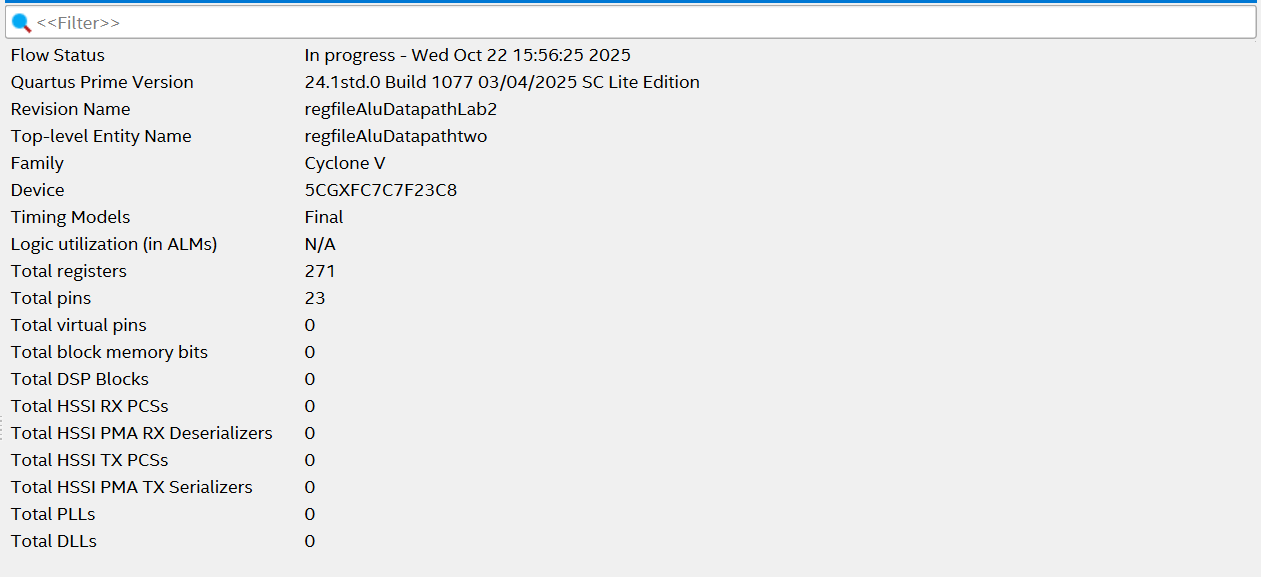 <<Filter>>
Flow Status In progress - Wed Oct 22 15:56:25 2025
Quartus Prime Version 24.1std.0 Build 1077 03/04/2025 SC Lite Edition
Revision Name regfileAluDatapathLab2
Top-level Entity Name regfileAluDatapathtwo
Family Cyclone V
Device 5CGXFC7C7F23C8
Timing Models Final
Logic utilization (in ALMs) N/A
Total registers 271
Total pins 23
Total virtual pins 0
Total block memory bits 0
Total DSP Blocks 0
Total HSSI RX PCSs 0
Total HSSI PMA RX Deserializers 0
Total HSSI TX PCSs 0
Total HSSI PMA TX Serializers 0
Total PLLs 0
Total DLLs 0